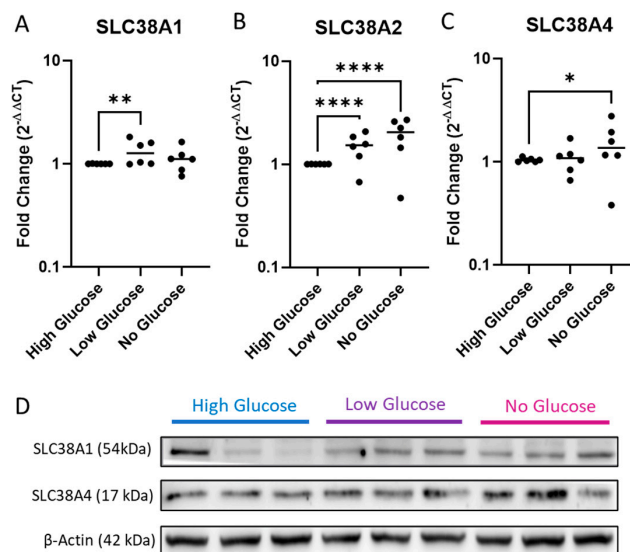 A
SLC38A1
Fold Change (2^-ΔΔCT)
10
1
0.1
**
High Glucose
Low Glucose
No Glucose
B
SLC38A2
Fold Change (2^-ΔΔCT)
10
1
0.1
****
****
High Glucose
Low Glucose
No Glucose
C
SLC38A4
Fold Change (2^-ΔΔCT)
10
1
0.1
*
High Glucose
Low Glucose
No Glucose
D
High Glucose Low Glucose No Glucose
SLC38A1 (54kDa)
SLC38A4 (17 kDa)
β-Actin (42 kDa)